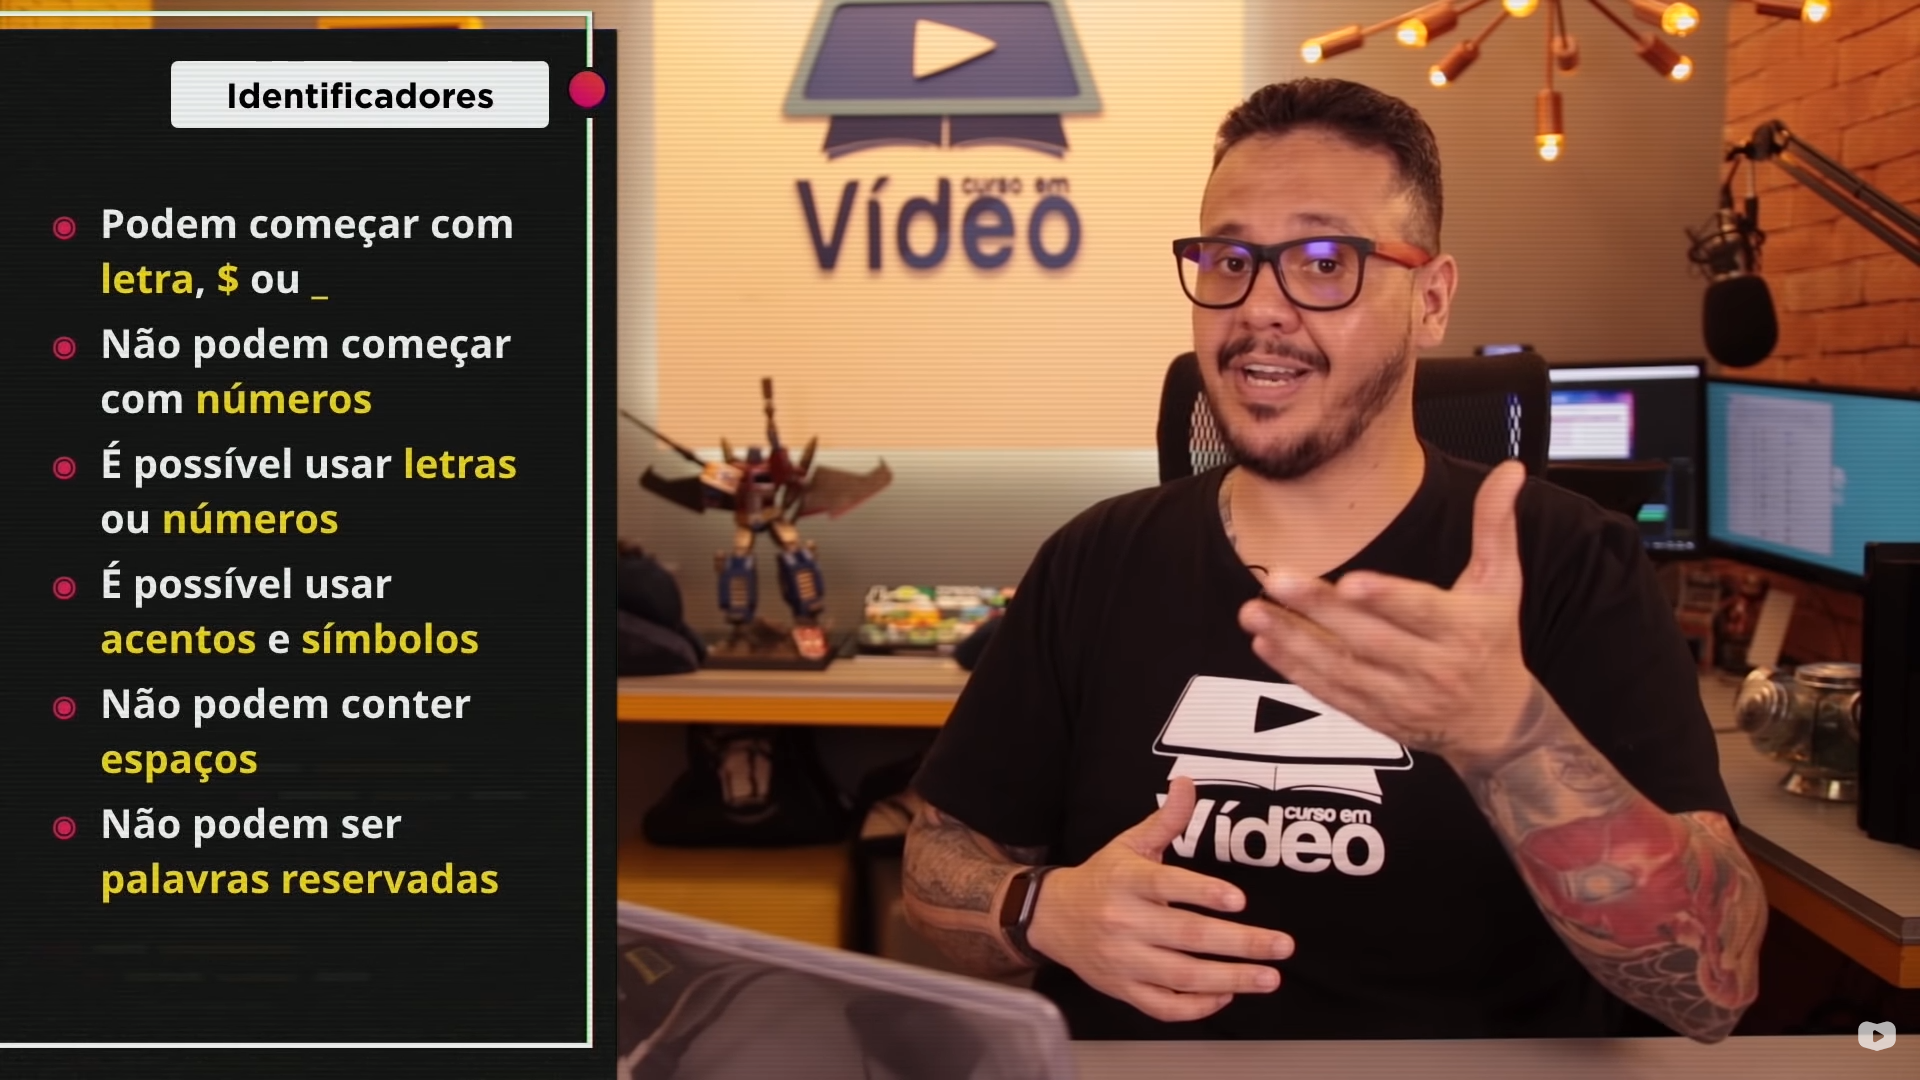 Identificadores
Podem começar com
letra, $ ou _
Não podem começar
com números
É possível usar letras
ou números
É possível usar
acentos e símbolos
Não podem conter
espaços
Não podem ser
palavras reservadas
curso em
Vídeo
curso em
Vídeo